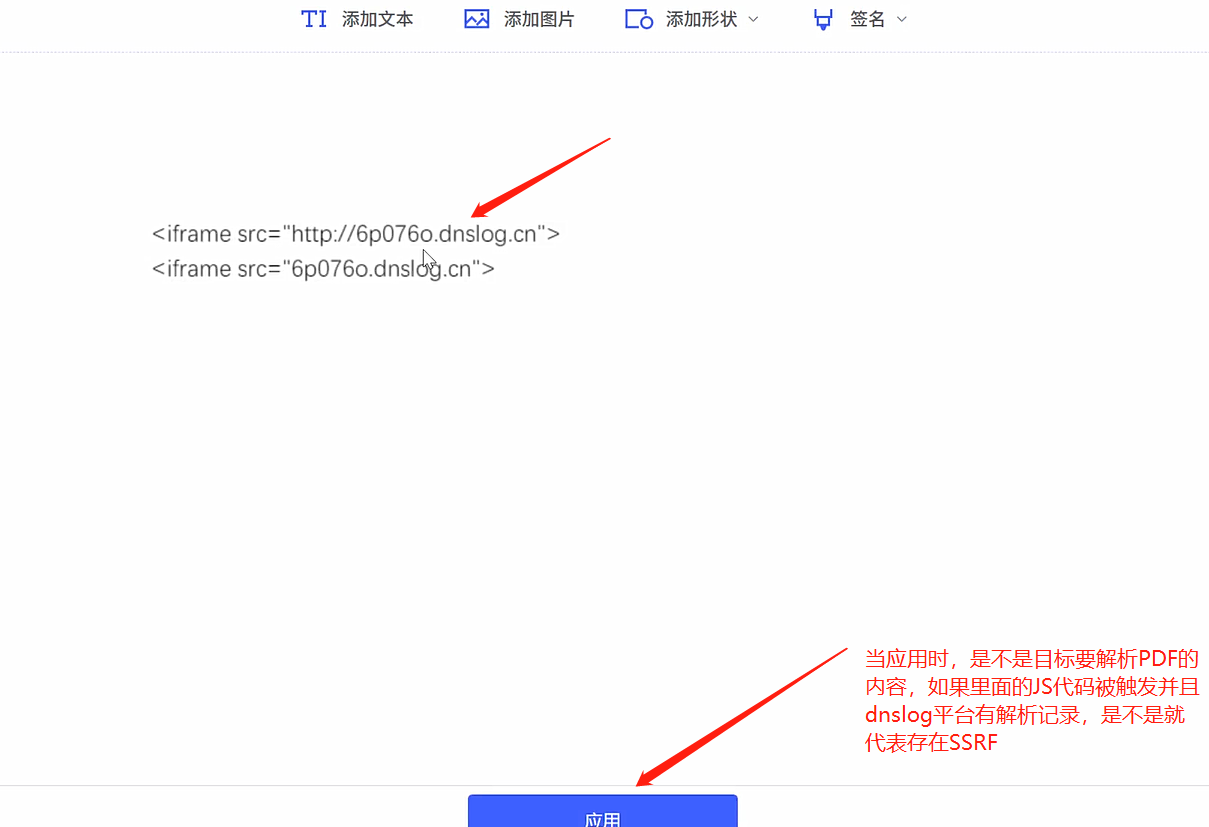 TI 添加文本 添加图片 添加形状 签名
<iframe src="http://6p076o.dnslog.cn">
<iframe src="6p076o.dnslog.cn">
当应用时，是不是目标要解析PDF的
内容，如果里面的JS代码被触发并且
dnslog平台有解析记录，是不是就
代表存在SSRF
应用